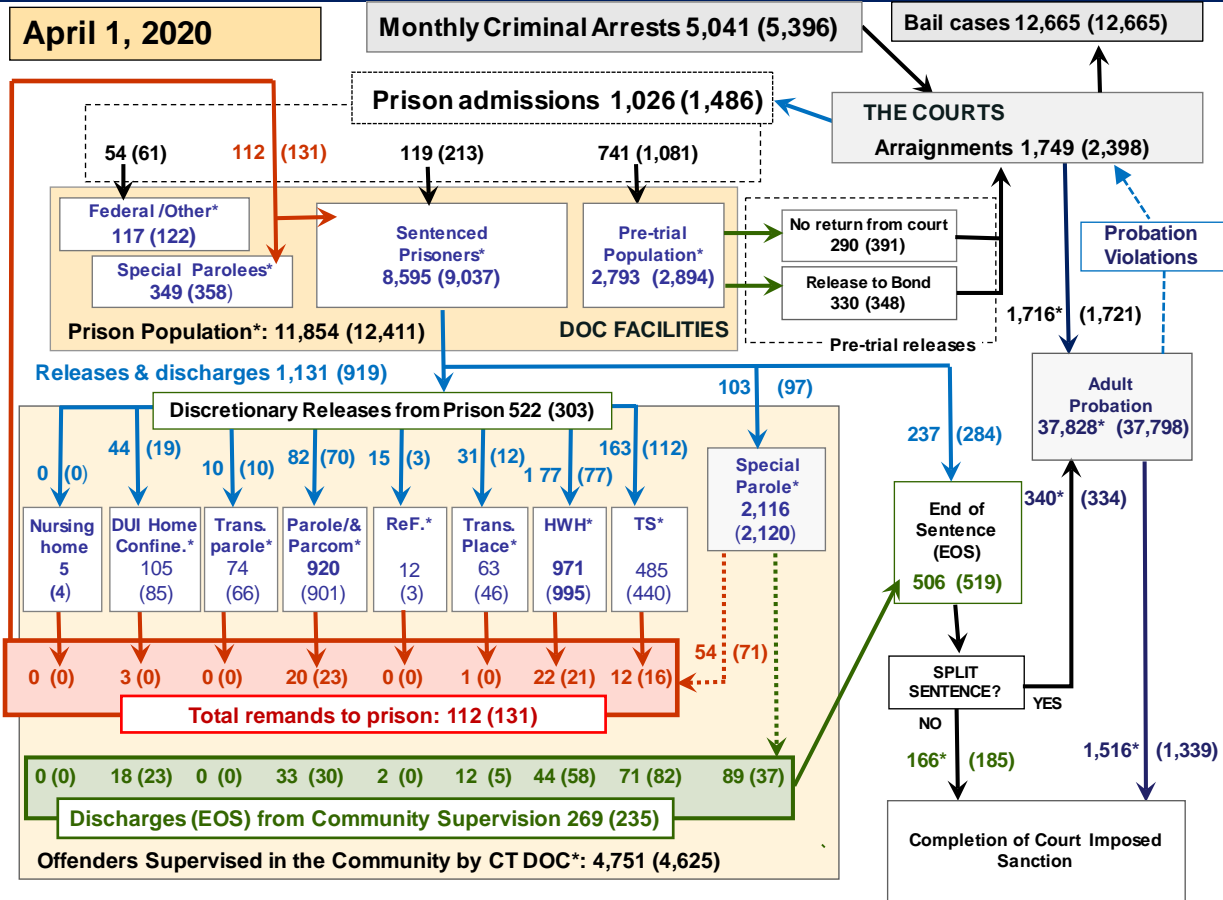 April 1, 2020
Monthly Criminal Arrests 5,041 (5,396)
Bail cases 12,665 (12,665)
Prison admissions 1,026 (1,486)
THE COURTS
Arraignments 1,749 (2,398)
54 (61)
112 (131)
119 (213)
741 (1,081)
Federal /Other*
117 (122)
Special Parolees*
349 (358)
Sentenced
Prisoners*
8,595 (9,037)
Pre-trial
Population*
2,793 (2,894)
No return from court
290 (391)
Release to Bond
330 (348)
Pre-trial releases
Probation
Violations
Prison Population*: 11,854 (12,411)
DOC FACILITIES
1,716* (1,721)
Releases & discharges 1,131 (919)
103 (97)
Adult
Probation
37,828* (37,798)
Discretionary Releases from Prison 522 (303)
0 (0)
44 (19)
10 (10)
82 (70)
15 (3)
31 (12)
1 77 (77)
163 (112)
237 (284)
Special
Parole*
2,116
(2,120)
340* (334)
Nursing
home
5
(4)
DUI Home
Confine.*
105
(85)
Trans.
parole*
74
(66)
Parole/&
Parcom*
920
(901)
ReF.*
12
(3)
Trans.
Place*
63
(46)
HWH*
971
(995)
TS*
485
(440)
End of
Sentence
(EOS)
506 (519)
54 (71)
0 (0)
3 (0)
0 (0)
20 (23)
0 (0)
1 (0)
22 (21)
12 (16)
Total remands to prison: 112 (131)
SPLIT
SENTENCE?
YES
NO
166* (185)
1,516* (1,339)
0 (0)
18 (23)
0 (0)
33 (30)
2 (0)
12 (5)
44 (58)
71 (82)
89 (37)
Discharges (EOS) from Community Supervision 269 (235)
Offenders Supervised in the Community by CT DOC*: 4,751 (4,625)
Completion of Court Imposed
Sanction